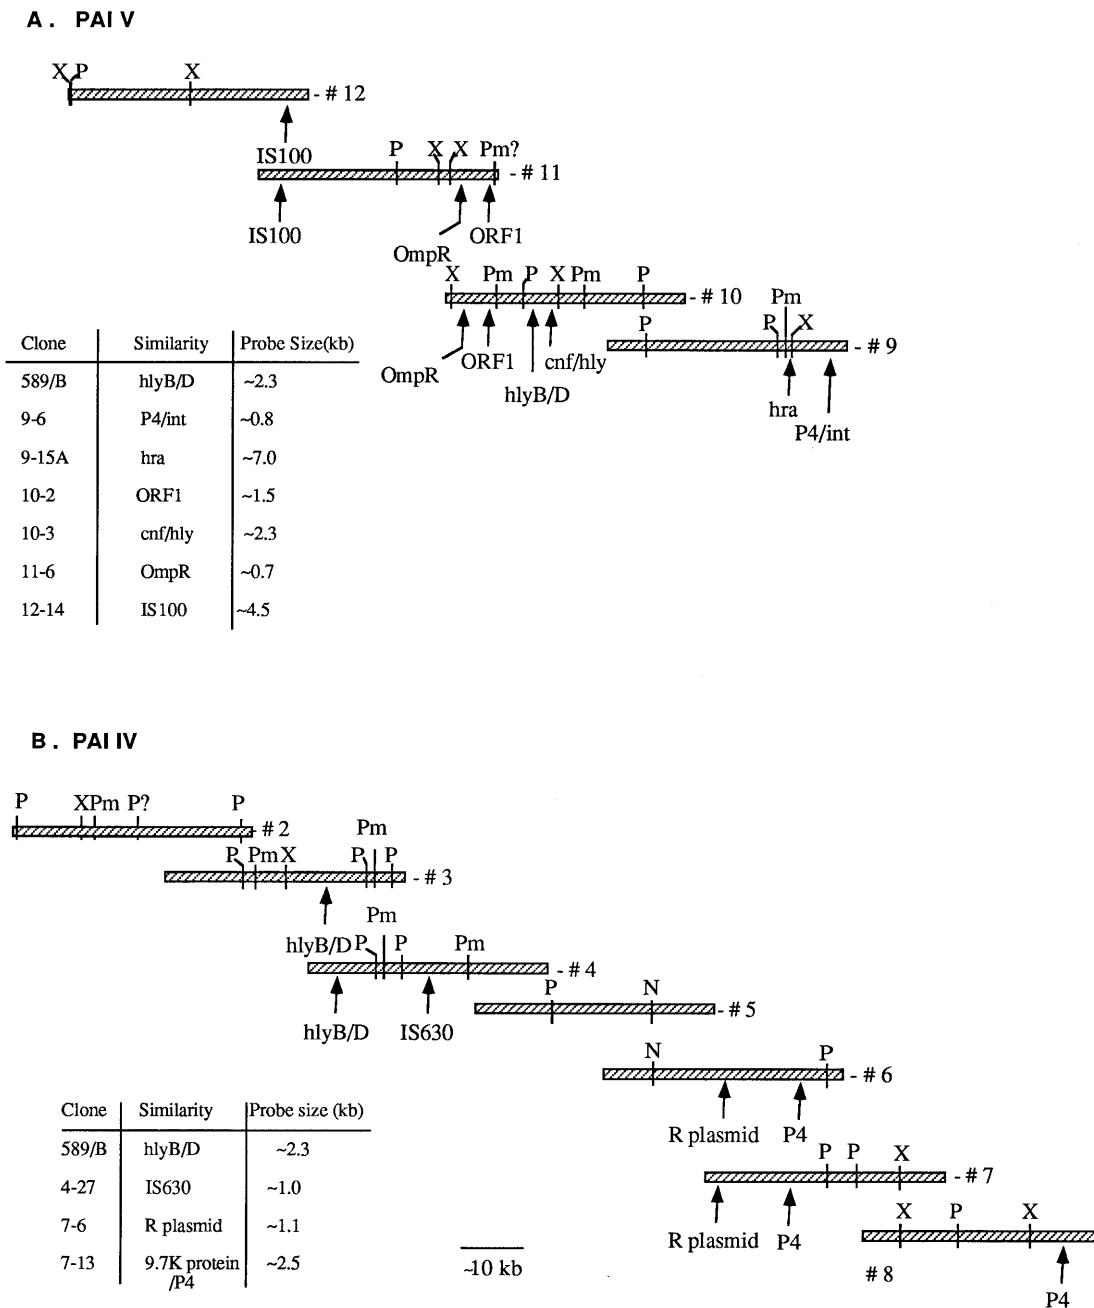 A. PAI V
X P X
- # 12
IS100
P X X Pm?
- # 11
IS100
OmpR ORF1
X Pm P X Pm P
- # 10
Pm
P P X
- # 9
OmpR ORF1 cnf/hly
hlyB/D
hra
P4/int
Clone Similarity Probe Size(kb)
589/B hlyB/D ~2.3
9-6 P4/int ~0.8
9-15A hra ~7.0
10-2 ORF1 ~1.5
10-3 cnf/hly ~2.3
11-6 OmpR ~0.7
12-14 IS100 ~4.5
B. PAI IV
P XPm P? P
- # 2
Pm
P Pm X P P
- # 3
Pm
hlyB/D P P Pm
- # 4
hlyB/D IS630
P N
- # 5
N P
- # 6
R plasmid P4
P P X
- # 7
R plasmid P4
X P X
# 8
P4
Clone Similarity Probe size (kb)
589/B hlyB/D ~2.3
4-27 IS630 ~1.0
7-6 R plasmid ~1.1
7-13 9.7K protein ~2.5
/P4
~10 kb